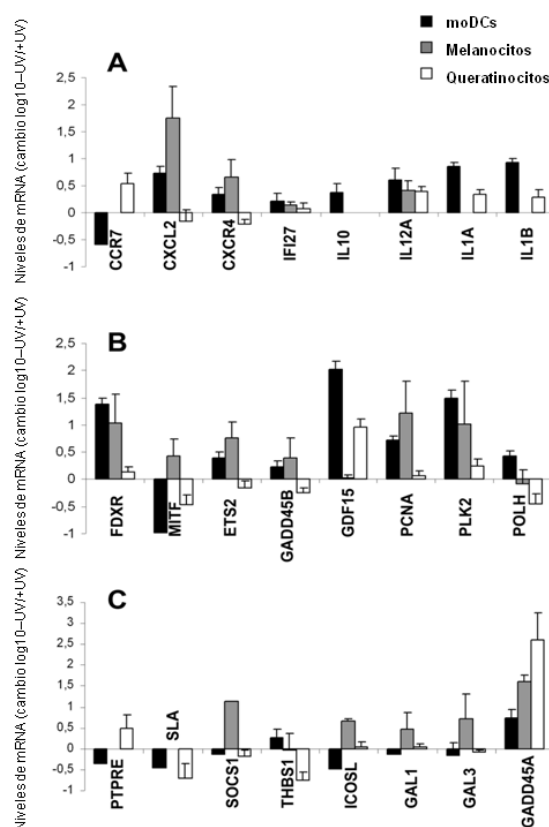 moDCs
Melanocitos
Queratinocitos
A
Niveles de mRNA (cambio log10–UV/+UV)
2,5
2
1,5
1
0,5
0
-0,5
-1
CCR7
CXCL2
CXCR4
IFI27
IL10
IL12A
IL1A
IL1B
B
Niveles de mRNA (cambio log10–UV/+UV)
2,5
2
1,5
1
0,5
0
-0,5
-1
FDXR
MITF
ETS2
GADD45B
GDF15
PCNA
PLK2
POLH
C
Niveles de mRNA (cambio log10–UV/+UV)
3,5
3
2,5
2
1,5
1
0,5
0
-0,5
-1
PTPRE
SLA
SOCS1
THBS1
ICOSL
GAL1
GAL3
GADD45A